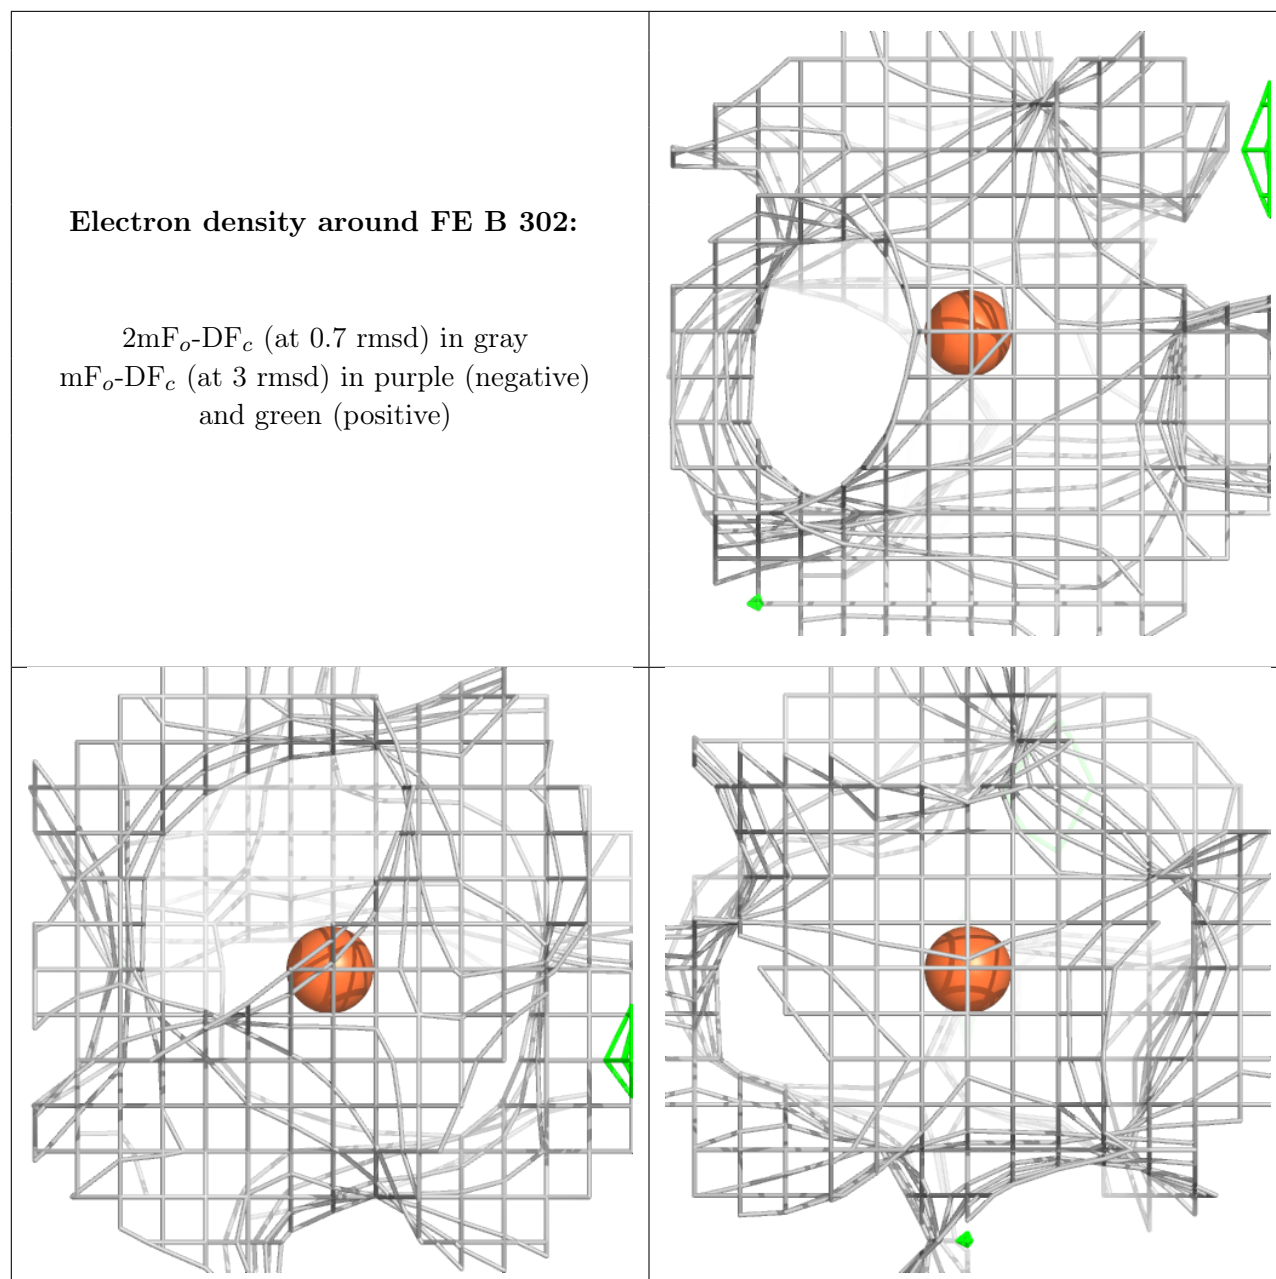 Electron density around FE B 302:
2mFo-DFc (at 0.7 rmsd) in gray
mFo-DFc (at 3 rmsd) in purple (negative)
and green (positive)